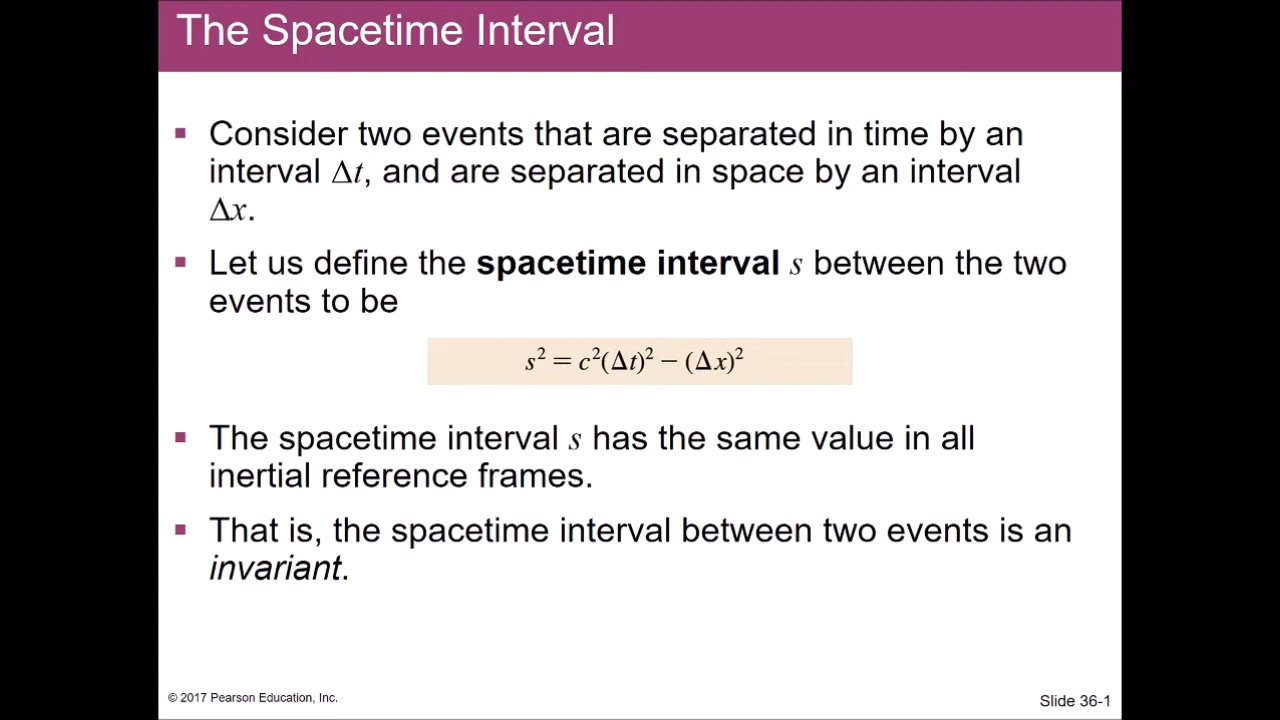 The Spacetime Interval
▪ Consider two events that are separated in time by an
interval Δt, and are separated in space by an interval
Δx.
▪ Let us define the spacetime interval s between the two
events to be
s² = c²(Δt)² − (Δx)²
▪ The spacetime interval s has the same value in all
inertial reference frames.
▪ That is, the spacetime interval between two events is an
invariant.
© 2017 Pearson Education, Inc.
Slide 36-1